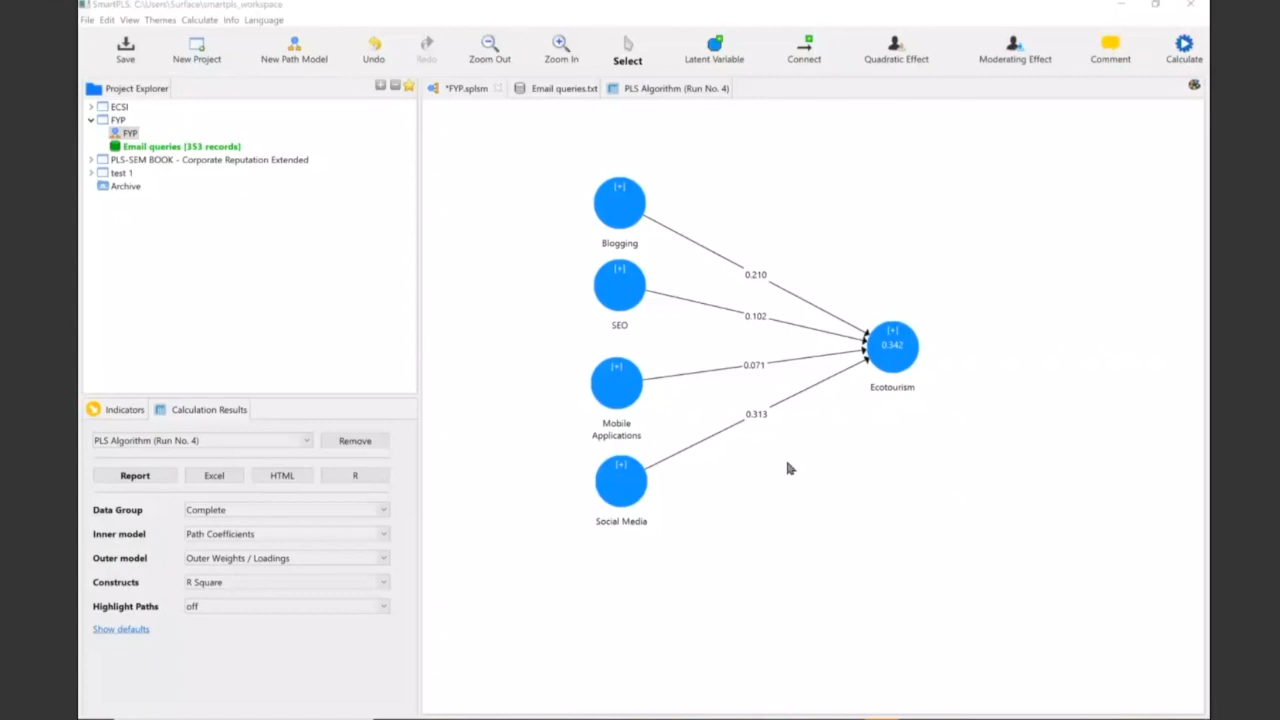 SmartPLS: C:\Users\Surface\smartpls_workspace
File Edit View Themes Calculate Info Language
Save New Project New Path Model Undo Redo Zoom Out Zoom In Select Latent Variable Connect Quadratic Effect Moderating Effect Comment Calculate
Project Explorer
*FYP.splsm Email queries.txt PLS Algorithm (Run No. 4)
ECSI
FYP
FYP
Email queries [353 records]
PLS-SEM BOOK - Corporate Reputation Extended
test 1
Archive
[+]
Blogging
[+]
SEO
[+]
Mobile
Applications
[+]
Social Media
0.210
0.102
0.071
0.313
[+]
0.342
Ecotourism
Indicators Calculation Results
PLS Algorithm (Run No. 4) Remove
Report Excel HTML R
Data Group Complete
Inner model Path Coefficients
Outer model Outer Weights / Loadings
Constructs R Square
Highlight Paths off
Show defaults